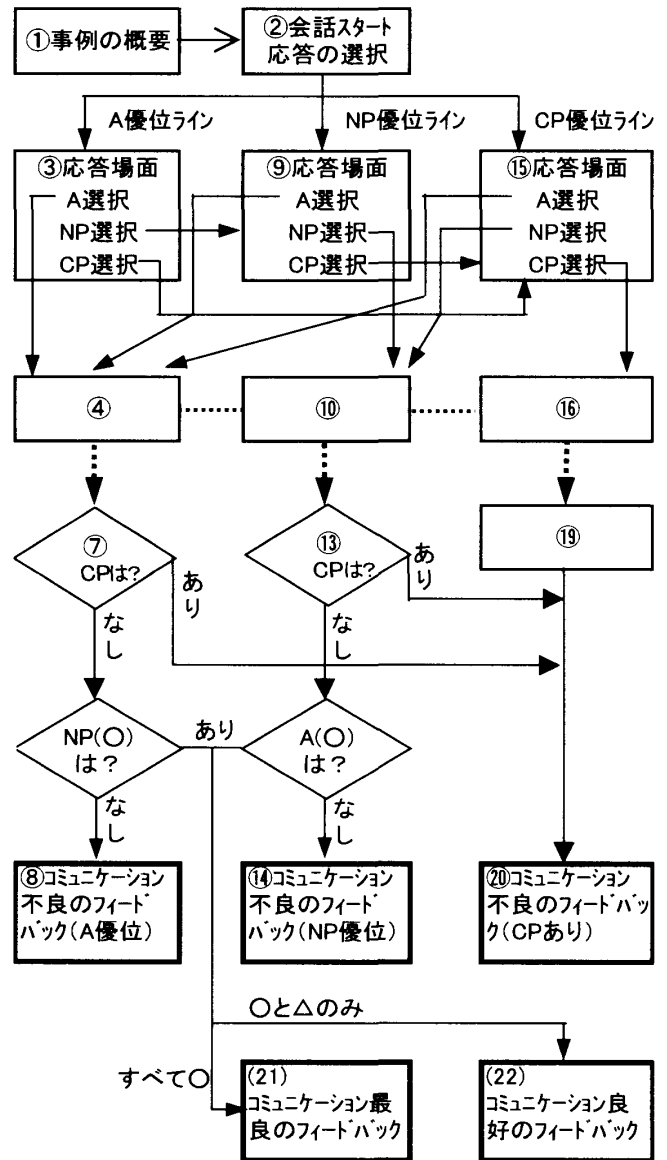 ①事例の概要
②会話スタート
応答の選択
A優位ライン
NP優位ライン
CP優位ライン
③応答場面
A選択
NP選択
CP選択
⑨応答場面
A選択
NP選択
CP選択
⑮応答場面
A選択
NP選択
CP選択
④
⑩
⑯
⑦
CPは?
あり
なし
⑬
CPは?
あり
なし
⑲
NP(○)
は?
あり
なし
A(○)
は?
なし
⑧コミュニケーション
不良のフィード
バック(A優位)
⑭コミュニケーション
不良のフィード
バック(NP優位)
⑳コミュニケーション
不良のフィードバッ
ク(CPあり)
○と△のみ
すべて○
(21)
コミュニケーション最
良のフィードバック
(22)
コミュニケーション良
好のフィードバック